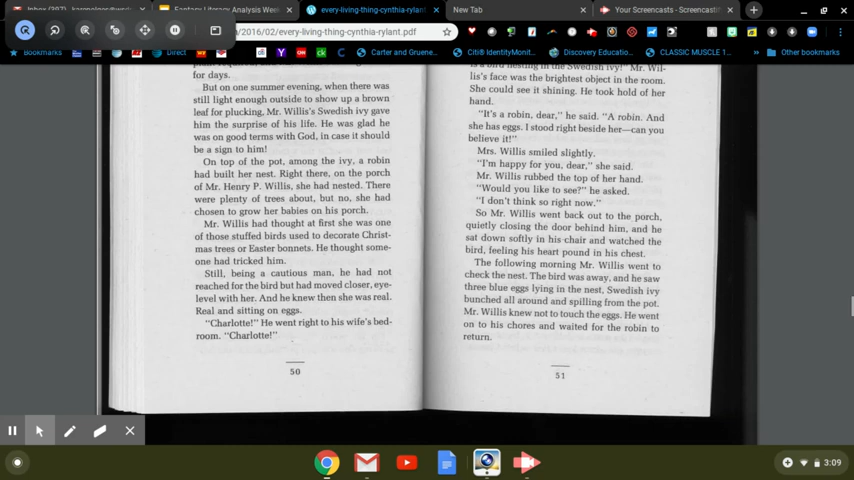 Inbox (397)
Fantasy Literary Analysis Week
every-living-thing-cynthia-rylant
New Tab
Your Screencasts - Screencastif
/2016/05/every-living-thing-cynthia-rylant.pdf
Bookmarks
Direct
Carter and Gruene
Citi® IdentityMonit
Discovery Education
CLASSIC MUSCLE 1
Other bookmarks
for days.
But on one summer evening, when there was
still light enough outside to show up a brown
leaf for plucking, Mr. Willis's Swedish ivy gave
him the surprise of his life. He was glad he
was on good terms with God, in case it should
be a sign to him!
On top of the pot, among the ivy, a robin
had built her nest. Right there, on the porch
of Mr. Henry P. Willis, she had nested. There
were plenty of trees about, but no, she had
chosen to grow her babies on his porch.
Mr. Willis had thought at first she was one
of those stuffed birds used to decorate Christ-
mas trees or Easter bonnets. He thought some-
one had tricked him.
Still, being a cautious man, he had not
reached for the bird but had moved closer, eye-
level with her. And he knew then she was real.
Real and sitting on eggs.
"Charlotte!" He went right to his wife's bed-
room. "Charlotte!"
50
is a bird nesting in the Swedish ivy!" Mr. Wil-
lis's face was the brightest object in the room.
She could see it shining. He took hold of her
hand.
"It's a robin, dear," he said. "A robin. And
she has eggs. I stood right beside her—can you
believe it!"
Mrs. Willis smiled slightly.
"I'm happy for you, dear," she said.
Mr. Willis rubbed the top of her hand.
"Would you like to see?" he asked.
"I don't think so right now."
So Mr. Willis went back out to the porch,
quietly closing the door behind him, and he
sat down softly in his chair and watched the
bird, feeling his heart pound in his chest.
The following morning Mr. Willis went to
check the nest. The bird was away, and he saw
three blue eggs lying in the nest, Swedish ivy
bunched all around and spilling from the pot.
Mr. Willis knew not to touch the eggs. He went
on to his chores and waited for the robin to
return.
51
3:09